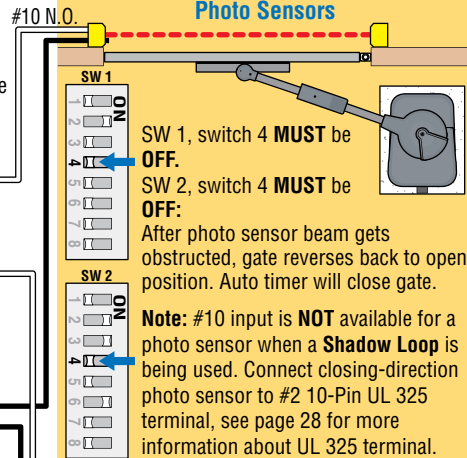 #10 N.O.
Photo Sensors
e
SW 1
ON
1
2
3
4
5
6
7
8
SW 1, switch 4 MUST be
OFF.
SW 2, switch 4 MUST be
OFF:
After photo sensor beam gets
obstructed, gate reverses back to open
position. Auto timer will close gate.
SW 2
ON
1
2
3
4
5
6
7
8
Note: #10 input is NOT available for a
photo sensor when a Shadow Loop is
being used. Connect closing-direction
photo sensor to #2 10-Pin UL 325
terminal, see page 28 for more
information about UL 325 terminal.